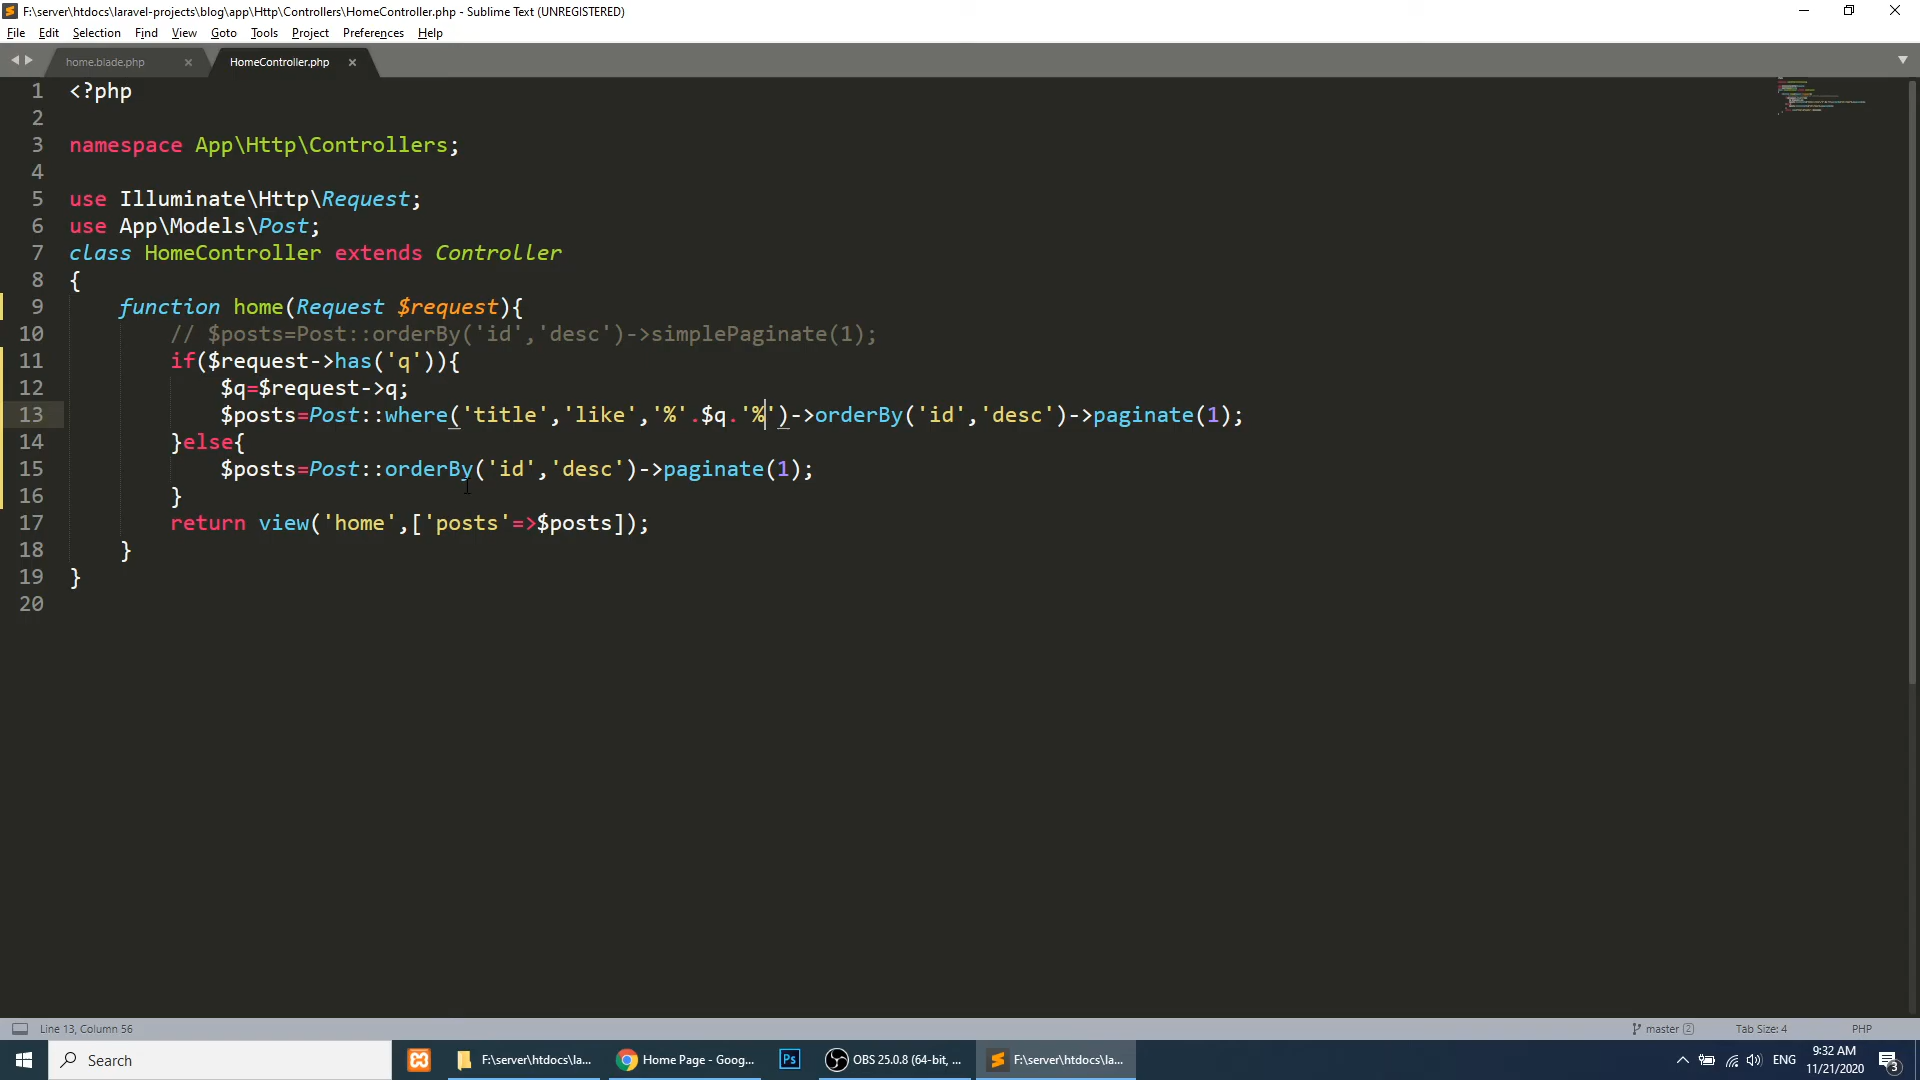 F:\server\htdocs\laravel-projects\blog\app\Http\Controllers\HomeController.php - Sublime Text (UNREGISTERED)
File Edit Selection Find View Goto Tools Project Preferences Help
home.blade.php × HomeController.php ×
1 <?php
2
3 namespace App\Http\Controllers;
4
5 use Illuminate\Http\Request;
6 use App\Models\Post;
7 class HomeController extends Controller
8 {
9 function home(Request $request){
10 // $posts=Post::orderBy('id','desc')->simplePaginate(1);
11 if($request->has('q')){
12 $q=$request->q;
13 $posts=Post::where('title','like','%'.$q.'%')->orderBy('id','desc')->paginate(1);
14 }else{
15 $posts=Post::orderBy('id','desc')->paginate(1);
16 }
17 return view('home',['posts'=>$posts]);
18 }
19 }
20
Line 13, Column 56 master 2 Tab Size: 4 PHP
Search F:\server\htdocs\la... Home Page - Goog... Ps OBS 25.0.8 (64-bit, ... F:\server\htdocs\la... ENG 9:32 AM 3
11/21/2020